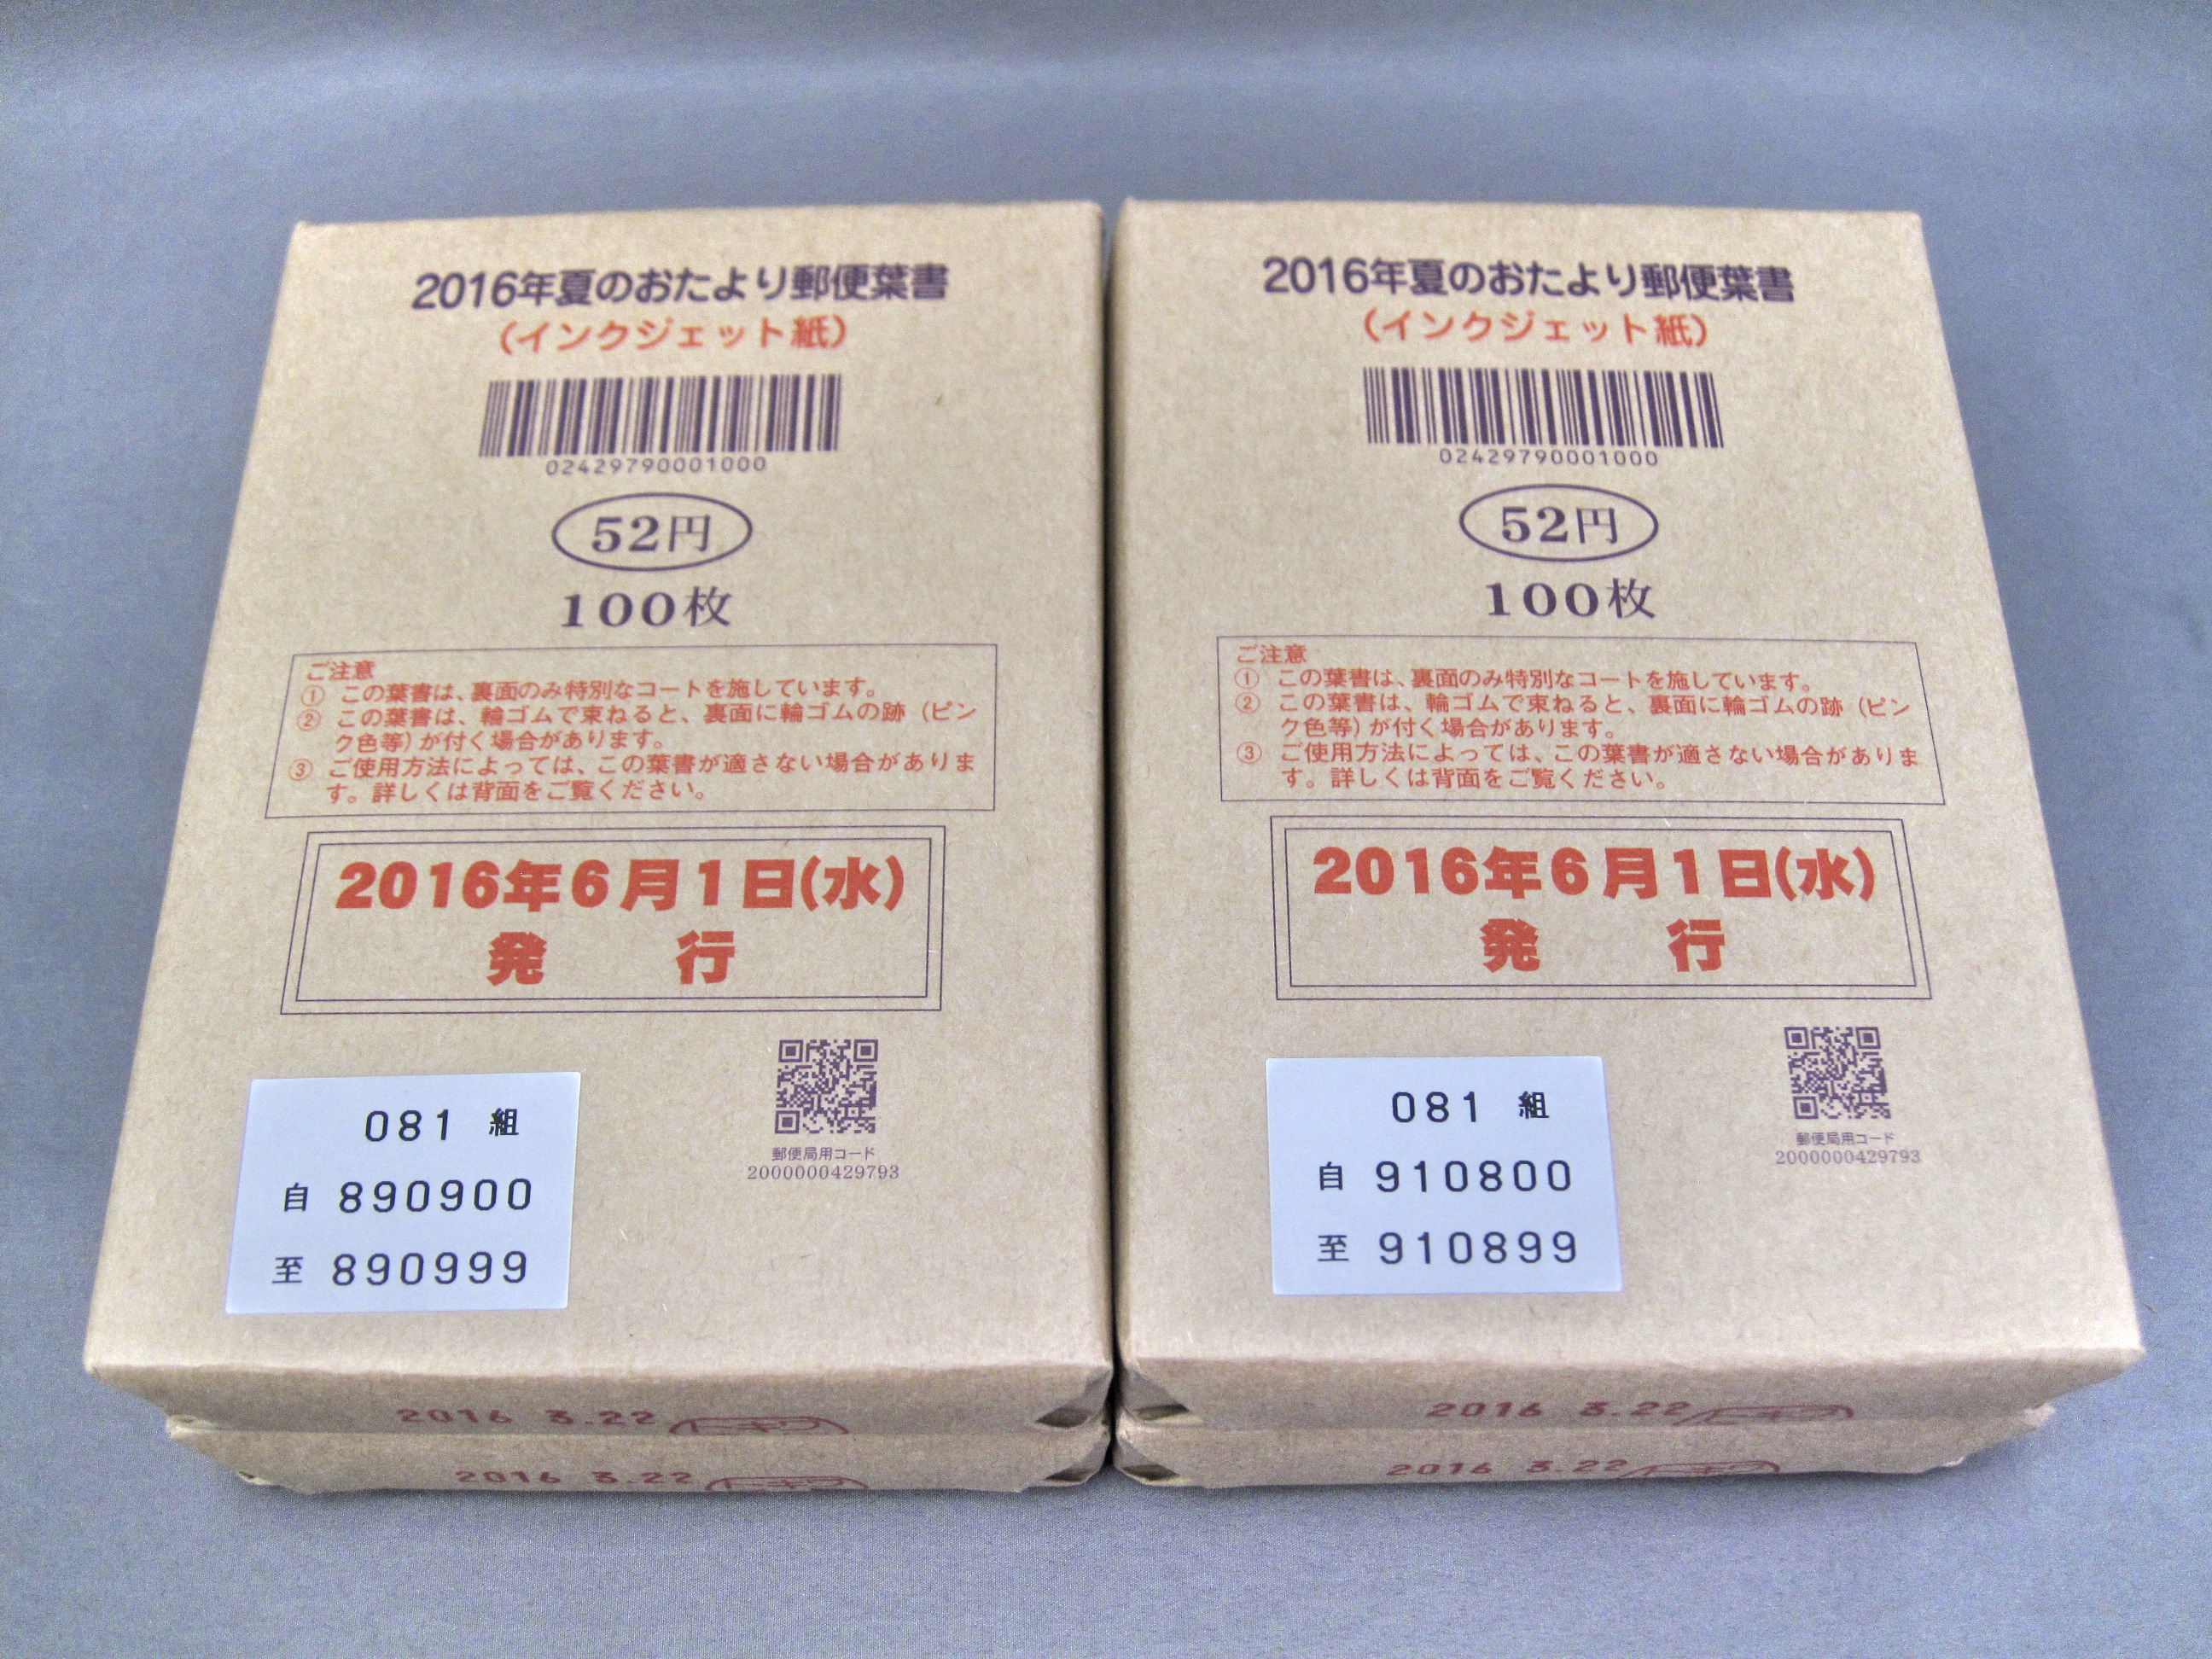 2016年夏のおたより郵便葉書
(インクジェット紙)
02429790001000
52円
100枚
ご注意
① この葉書は、裏面のみ特別なコートを施しています。
② この葉書は、輪ゴムで束ねると、裏面に輪ゴムの跡(ピン
ク色等)が付く場合があります。
③ ご使用方法によっては、この葉書が適さない場合がありま
す。詳しくは背面をご覧ください。
2016年6月1日(水)
発 行
郵便局用コード
2000000429793
081 組
自 890900
至 890999
2016 3.22
2016 3.22
2016年夏のおたより郵便葉書
(インクジェット紙)
02429790001000
52円
100枚
ご注意
① この葉書は、裏面のみ特別なコートを施しています。
② この葉書は、輪ゴムで束ねると、裏面に輪ゴムの跡(ピン
ク色等)が付く場合があります。
③ ご使用方法によっては、この葉書が適さない場合がありま
す。詳しくは背面をご覧ください。
2016年6月1日(水)
発 行
郵便局用コード
2000000429793
081 組
自 910800
至 910899
2016 3.22
2016 3.22